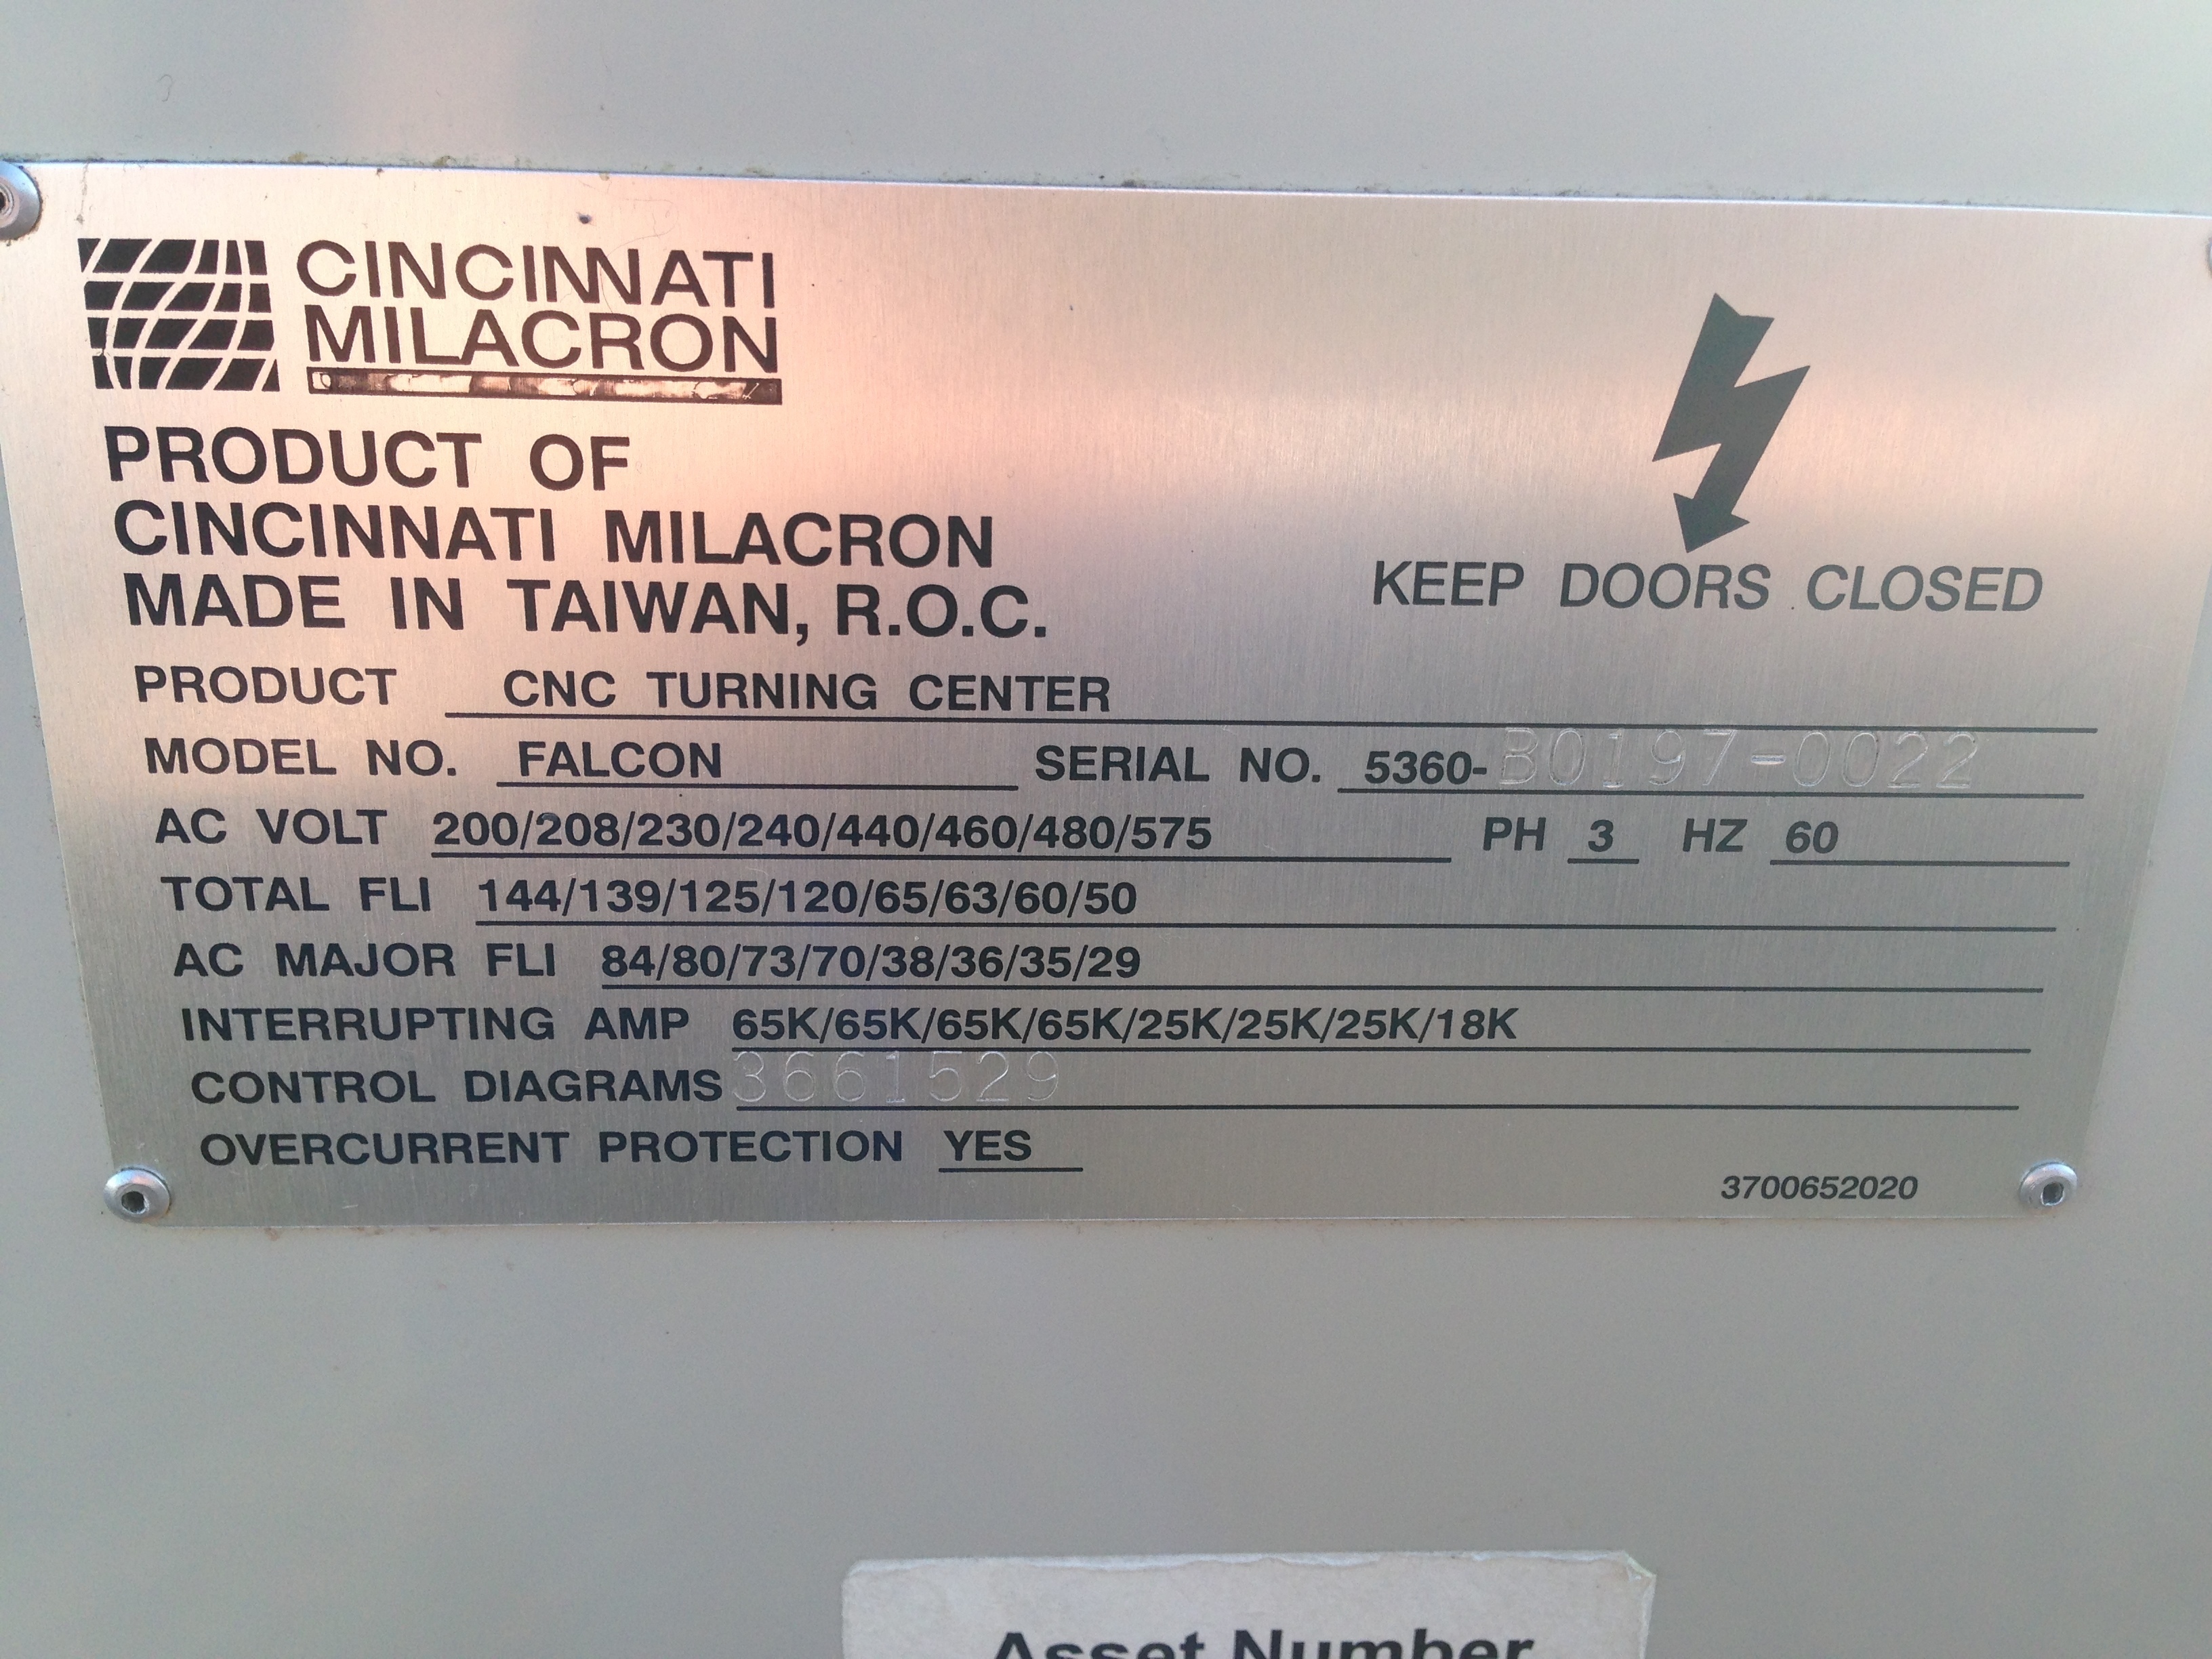 CINCINNATI
MILACRON
PRODUCT OF
CINCINNATI MILACRON
MADE IN TAIWAN, R.O.C.
KEEP DOORS CLOSED
PRODUCT CNC TURNING CENTER
MODEL NO. FALCON SERIAL NO. 5360-B0197-0022
AC VOLT 200/208/230/240/440/460/480/575 PH 3 HZ 60
TOTAL FLI 144/139/125/120/65/63/60/50
AC MAJOR FLI 84/80/73/70/38/36/35/29
INTERRUPTING AMP 65K/65K/65K/65K/25K/25K/25K/18K
CONTROL DIAGRAMS 3661529
OVERCURRENT PROTECTION YES
3700652020
Asset Number